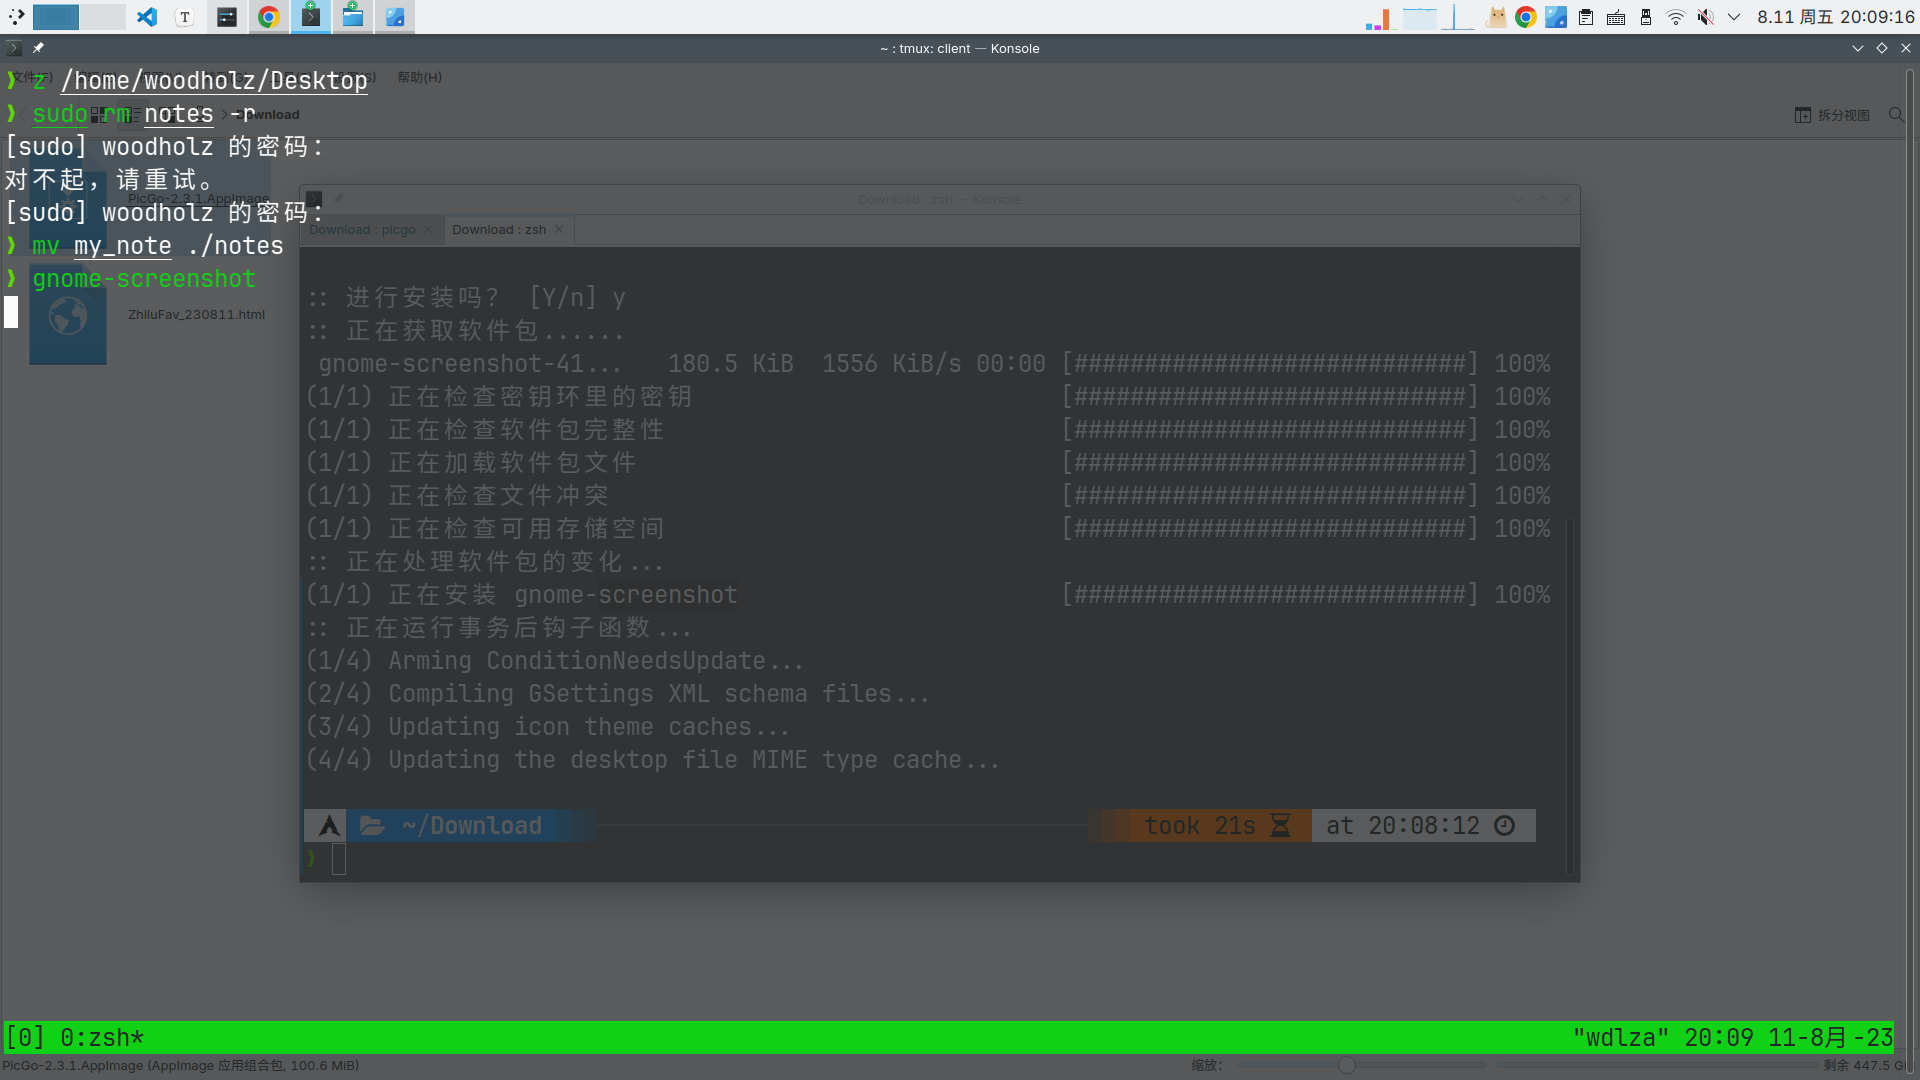 8.11 周五 20:09:16
~ : tmux: client — Konsole
帮助(H)
❱ z /home/Woodholz/Desktop
❱ sudo rm notes -r
Download
拆分视图
[sudo] woodholz 的密码：
对不起，请重试。
PicGo-2.3.1.AppImage
[sudo] woodholz 的密码：
❱ mv my_note ./notes
❱ gnome-screenshot
ZhiluFav_230811.html
Download : zsh — Konsole
Download : picgo
Download : zsh
:: 进行安装吗？ [Y/n] y
:: 正在获取软件包......
gnome-screenshot-41... 180.5 KiB 1556 KiB/s 00:00 [############################] 100%
(1/1) 正在检查密钥环里的密钥 [############################] 100%
(1/1) 正在检查软件包完整性 [############################] 100%
(1/1) 正在加载软件包文件 [############################] 100%
(1/1) 正在检查文件冲突 [############################] 100%
(1/1) 正在检查可用存储空间 [############################] 100%
:: 正在处理软件包的变化...
(1/1) 正在安装 gnome-screenshot [############################] 100%
:: 正在运行事务后钩子函数...
(1/4) Arming ConditionNeedsUpdate...
(2/4) Compiling GSettings XML schema files...
(3/4) Updating icon theme caches...
(4/4) Updating the desktop file MIME type cache...
~/Download took 21s at 20:08:12
❱
[0] 0:zsh* "wdlza" 20:09 11-8月-23
PicGo-2.3.1.AppImage (AppImage 应用组合包, 100.6 MiB) 缩放： 剩余 447.5 G